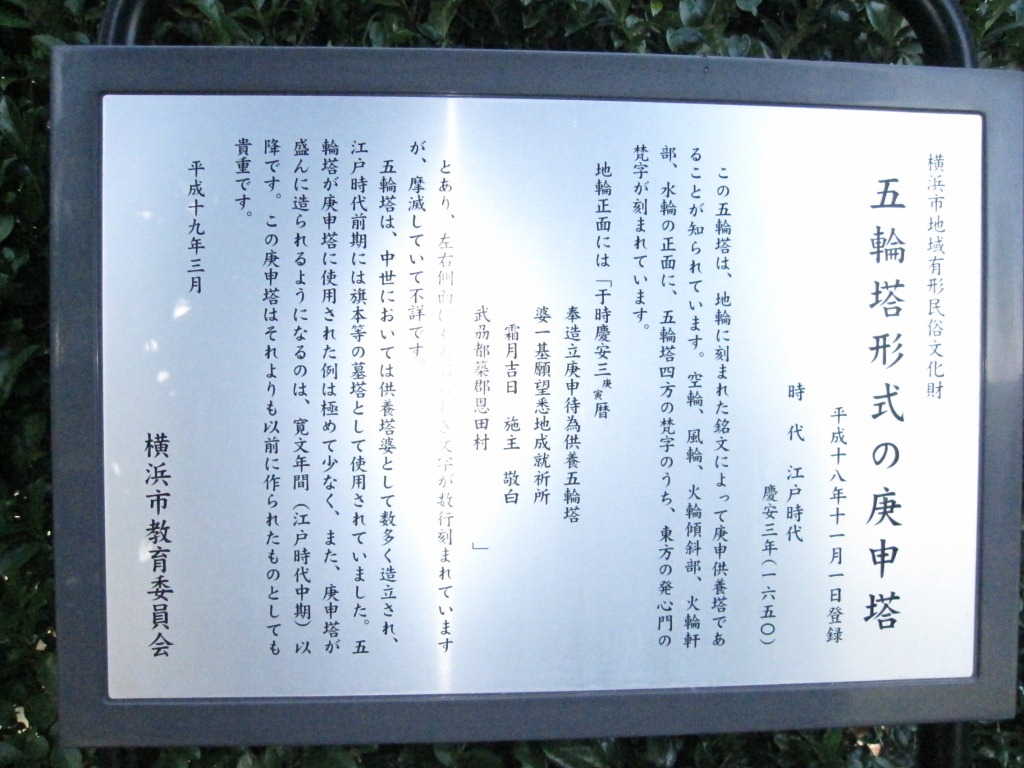 横浜市地域有形民俗文化財
五輪塔形式の庚申塔
平成十八年十一月一日登録
時代 江戸時代
慶安三年(一六五〇)
この五輪塔は、地輪に刻まれた銘文によって庚申供養塔であ
ることが知られています。空輪、風輪、火輪傾斜部、火輪軒
部、水輪の正面に、五輪塔四方の梵字のうち、東方の発心門の
梵字が刻まれています。
地輪正面には「干時慶安三庚寅暦
奉造立庚申待為供養五輪塔
婆一基願望悉地成就祈所
霜月吉日 施主 敬白
武刕都築郡恩田村 」
とあり、左右側面にも 文字が数行刻まれています
が、摩滅していて不詳です。
五輪塔は、中世においては供養塔婆として数多く造立され、
江戸時代前期には旗本等の墓塔として使用されていました。五
輪塔が庚申塔に使用された例は極めて少なく、また、庚申塔が
盛んに造られるようになるのは、寛文年間(江戸時代中期)以
降です。この庚申塔はそれよりも以前に作られたものとしても
貴重です。
平成十九年三月
横浜市教育委員会